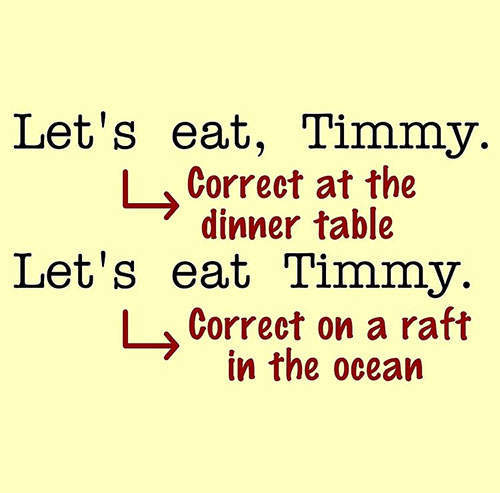 Let's eat, Timmy.
Correct at the
dinner table
Let's eat Timmy.
Correct on a raft
in the ocean